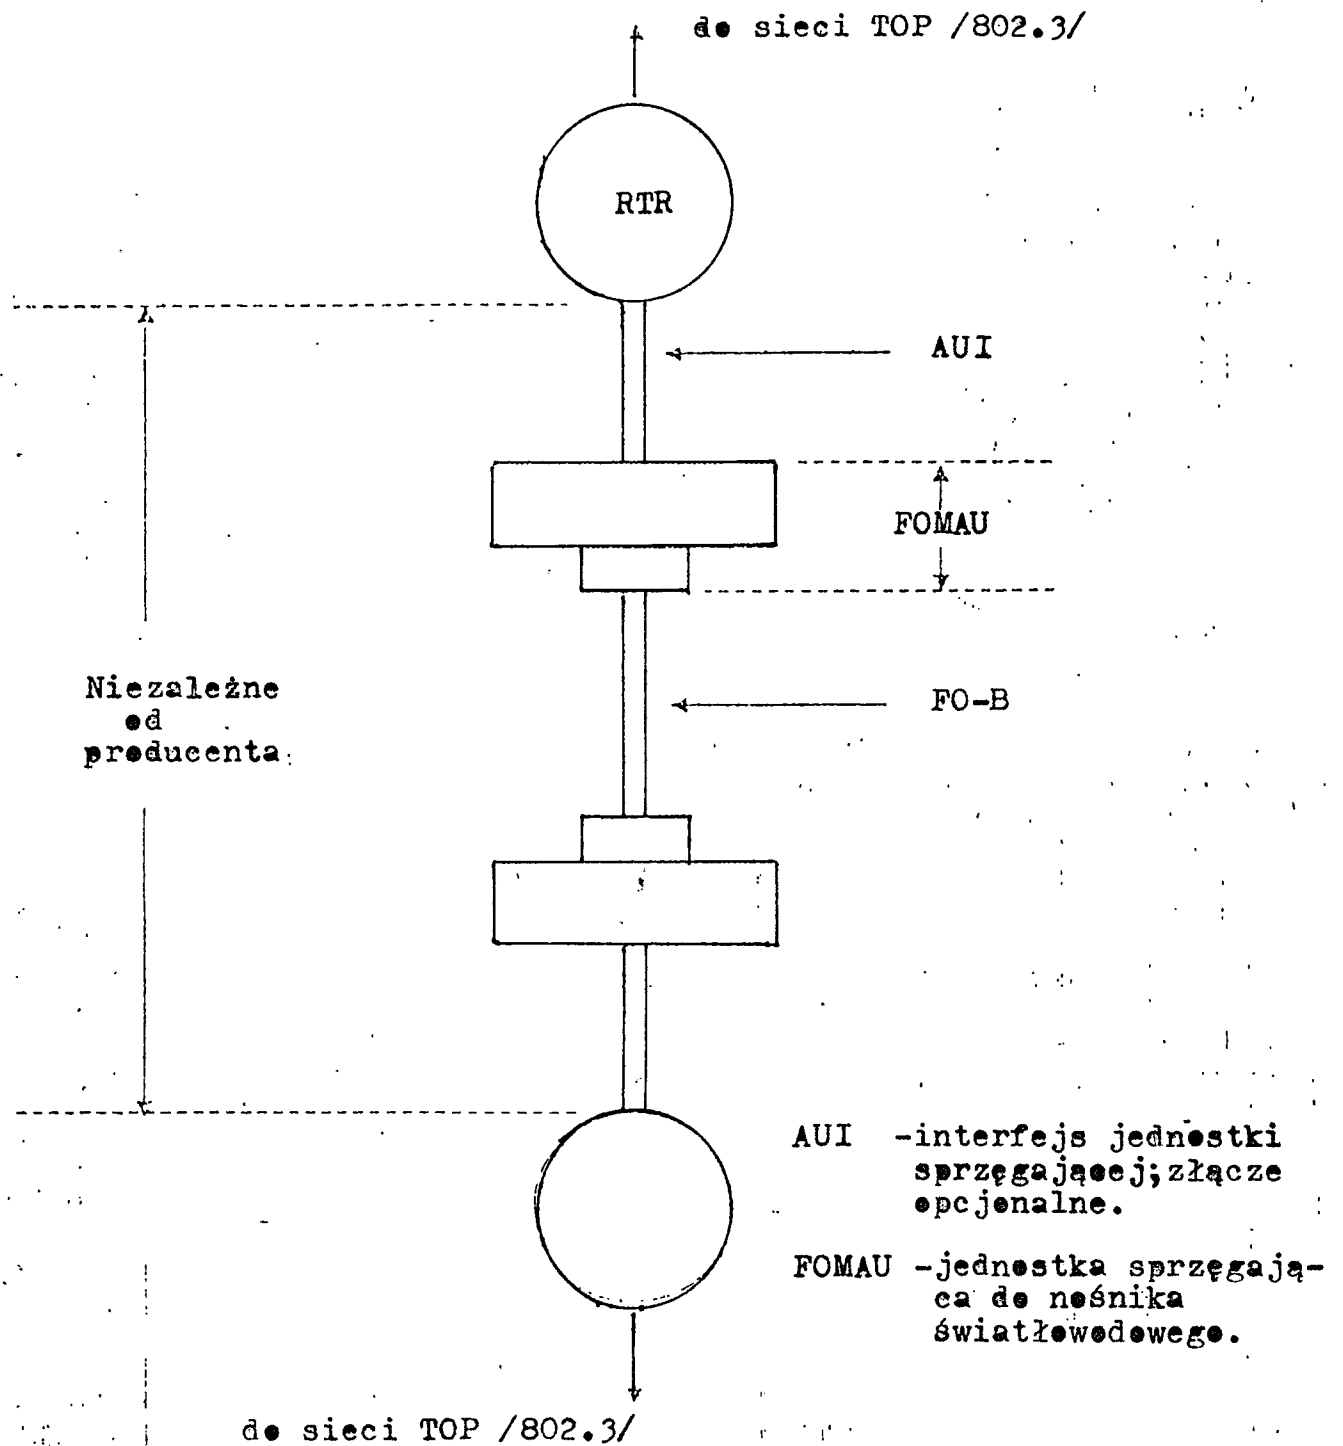 do sieci TOP /802.3/
RTR
AUI
FOMAU
Niezależne
od
producenta
FO-B
AUI -interfejs jednostki
sprzęgającej;złącze
opcjonalne.
FOMAU -jednostka sprzęgają-
ca do nośnika
światłowodowego.
do sieci TOP /802.3/